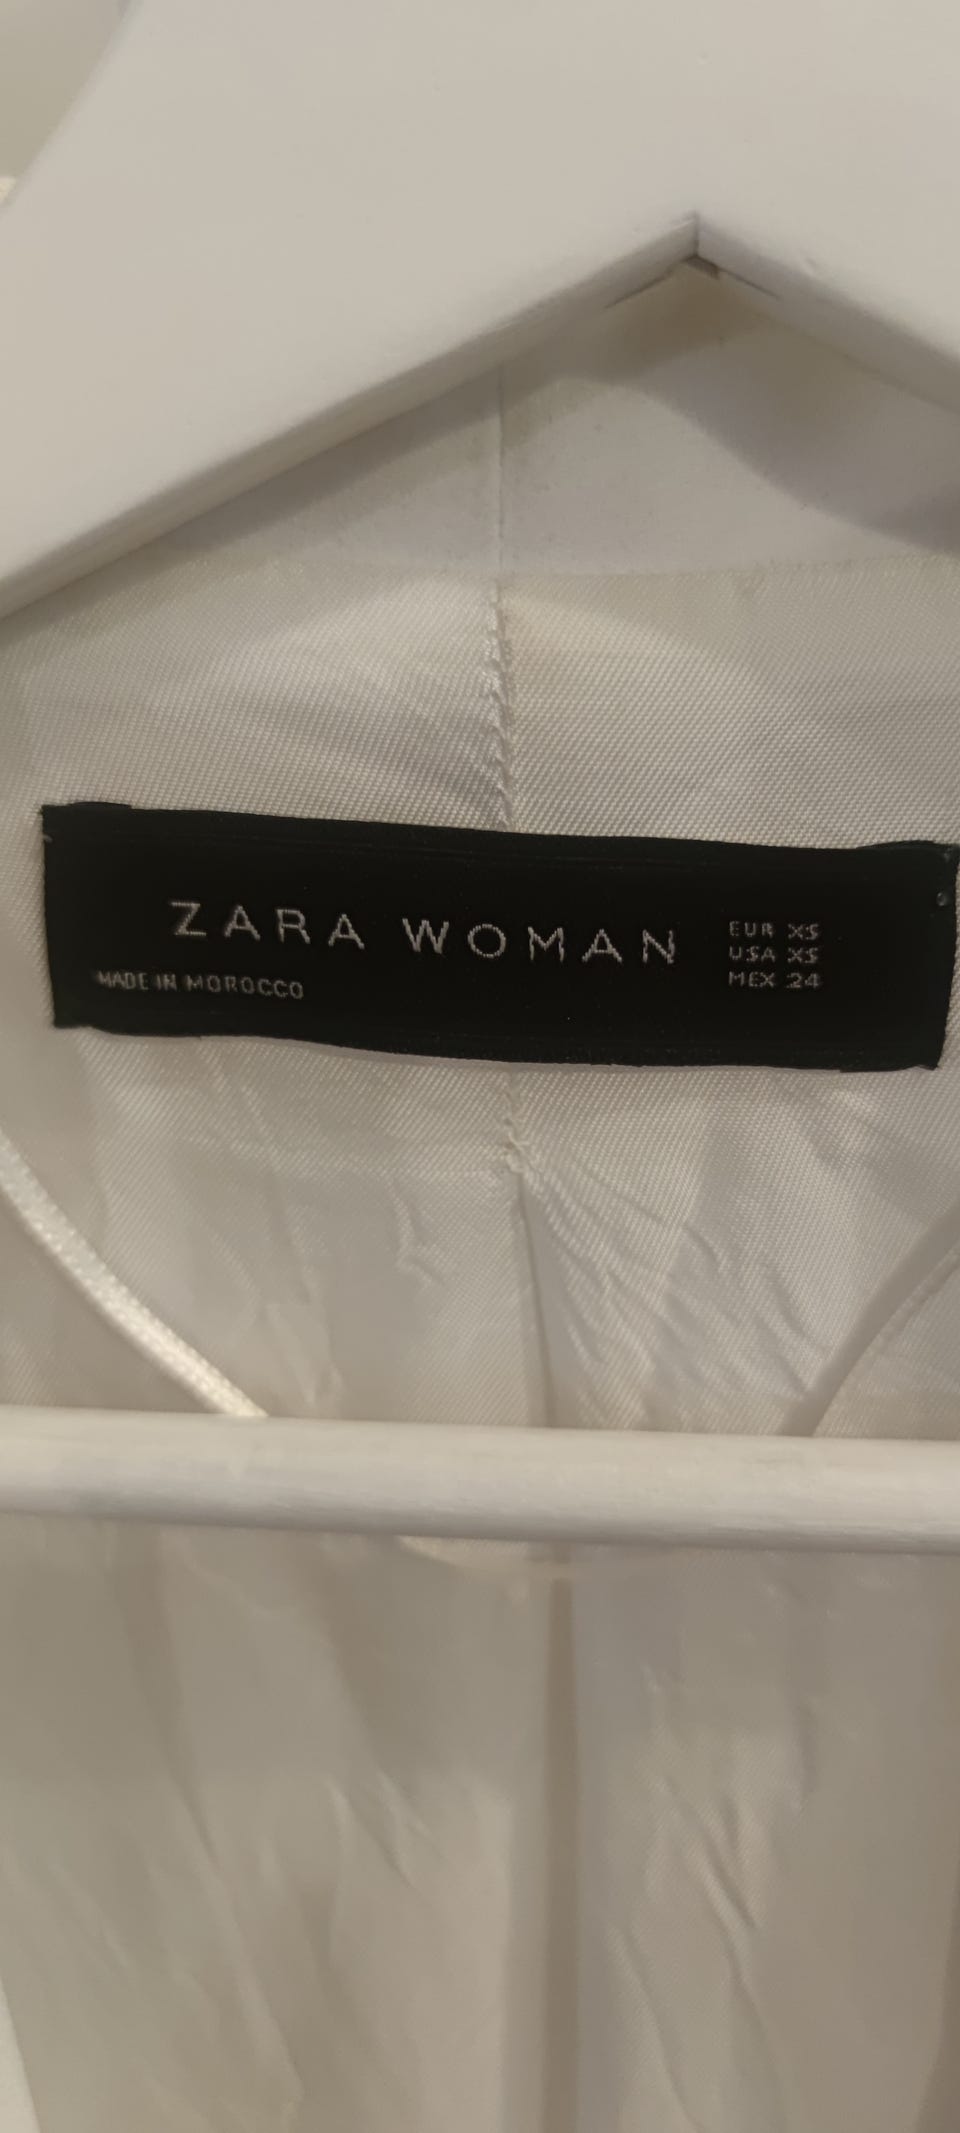 ZARA WOMAN
MADE IN MOROCCO
EUR XS
USA XS
MEX 24